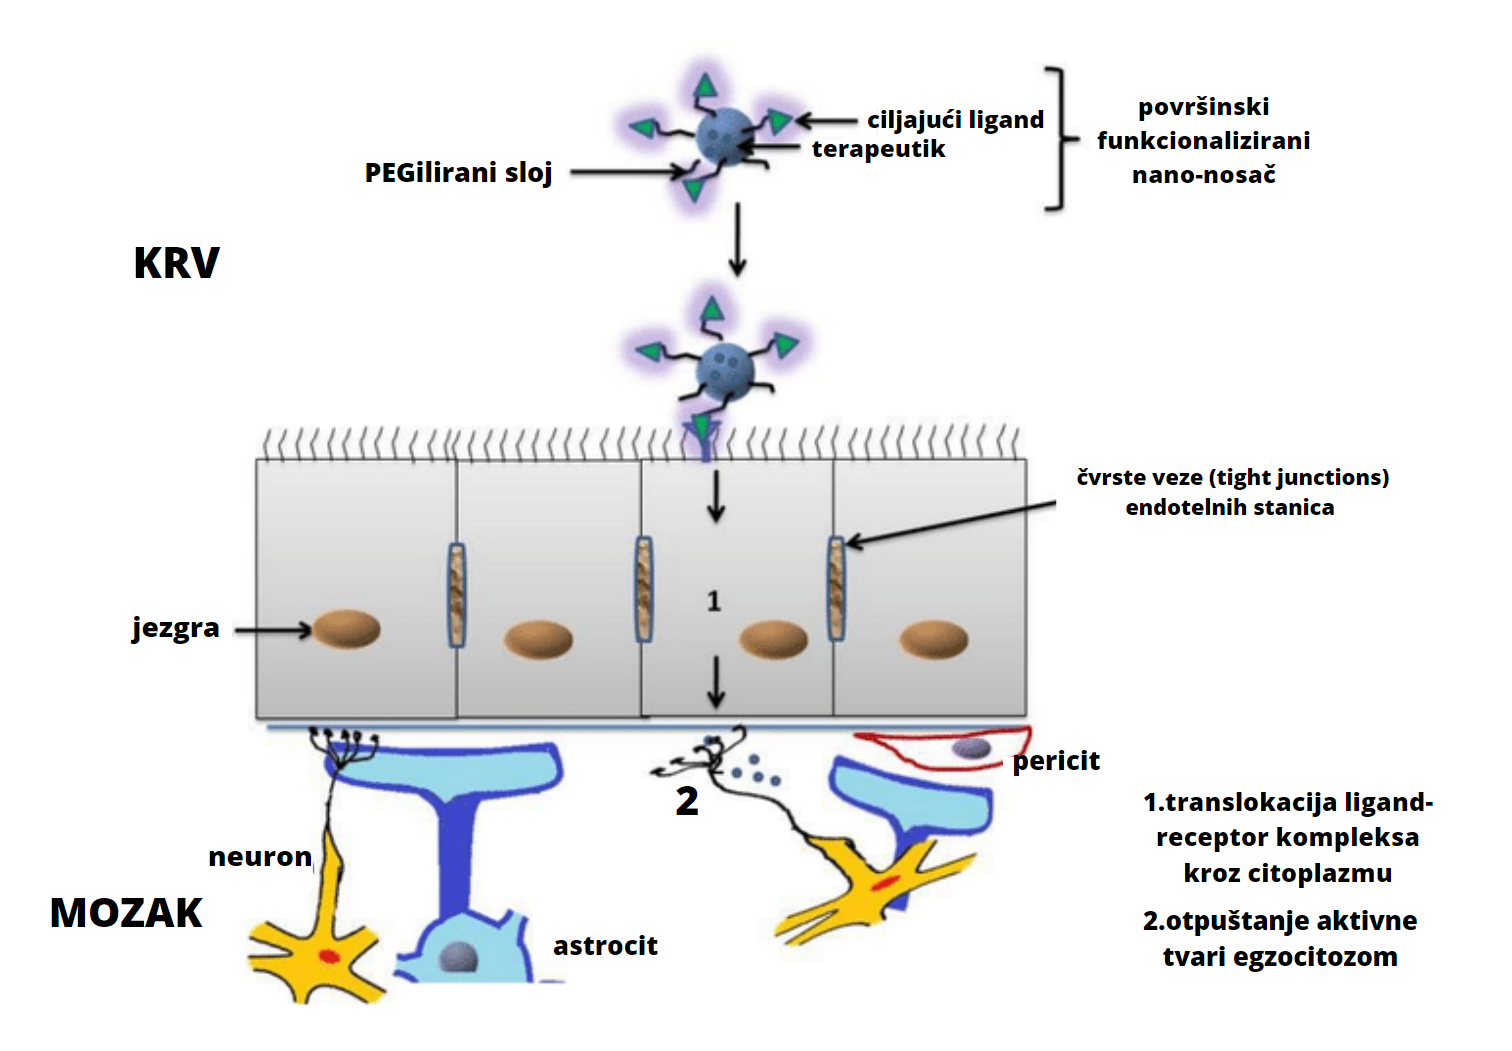 ciljajući ligand
terapeutik
PEGilirani sloj
površinski
funkcionalizirani
nano-nosač
KRV
čvrste veze (tight junctions)
endotelnih stanica
1
jezgra
2
pericit
neuron
MOZAK
astrocit
1.translokacija ligand-
receptor kompleksa
kroz citoplazmu
2.otpuštanje aktivne
tvari egzocitozom